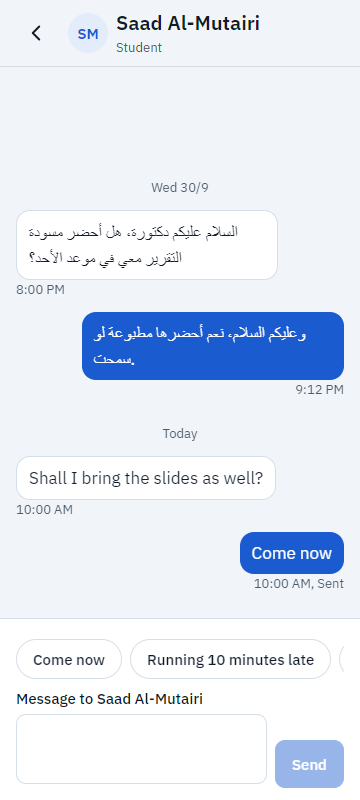 SM
Saad Al-Mutairi
Student
Wed 30/9
السلام عليكم دكتورة، هل أحضر مسودة
التقرير معي في موعد الأحد؟
8:00 PM
وعليكم السلام، نعم أحضرها مطبوعة لو
سمحت.
9:12 PM
Today
Shall I bring the slides as well?
10:00 AM
Come now
10:00 AM, Sent
Come now
Running 10 minutes late
Message to Saad Al-Mutairi
Send